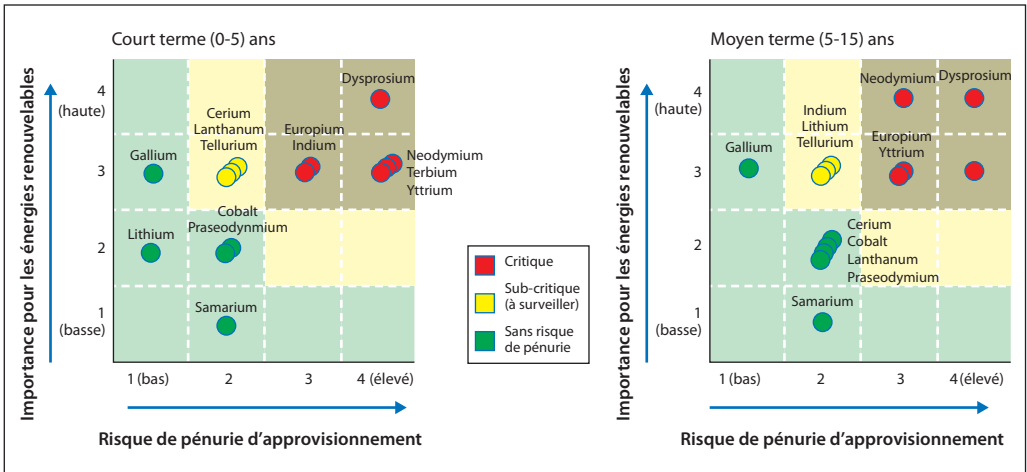 Court terme (0-5) ans
Importance pour les énergies renouvelables
4
(haute)
3
2
1
(basse)
Dysprosium
Cerium
Lanthanum
Tellurium
Europium
Indium
Gallium
Neodymium
Terbium
Yttrium
Cobalt
Praseodynmium
Lithium
Samarium
1 (bas)
2
3
4 (élevé)
Risque de pénurie d'approvisionnement
Critique
Sub-critique
(à surveiller)
Sans risque
de pénurie
Moyen terme (5-15) ans
Importance pour les énergies renouvelables
4
(haute)
3
2
1
(basse)
Neodymium
Dysprosium
Indium
Lithium
Tellurium
Europium
Yttrium
Gallium
Cerium
Cobalt
Lanthanum
Praseodymium
Samarium
1 (bas)
2
3
4 (élevé)
Risque de pénurie d'approvisionnement